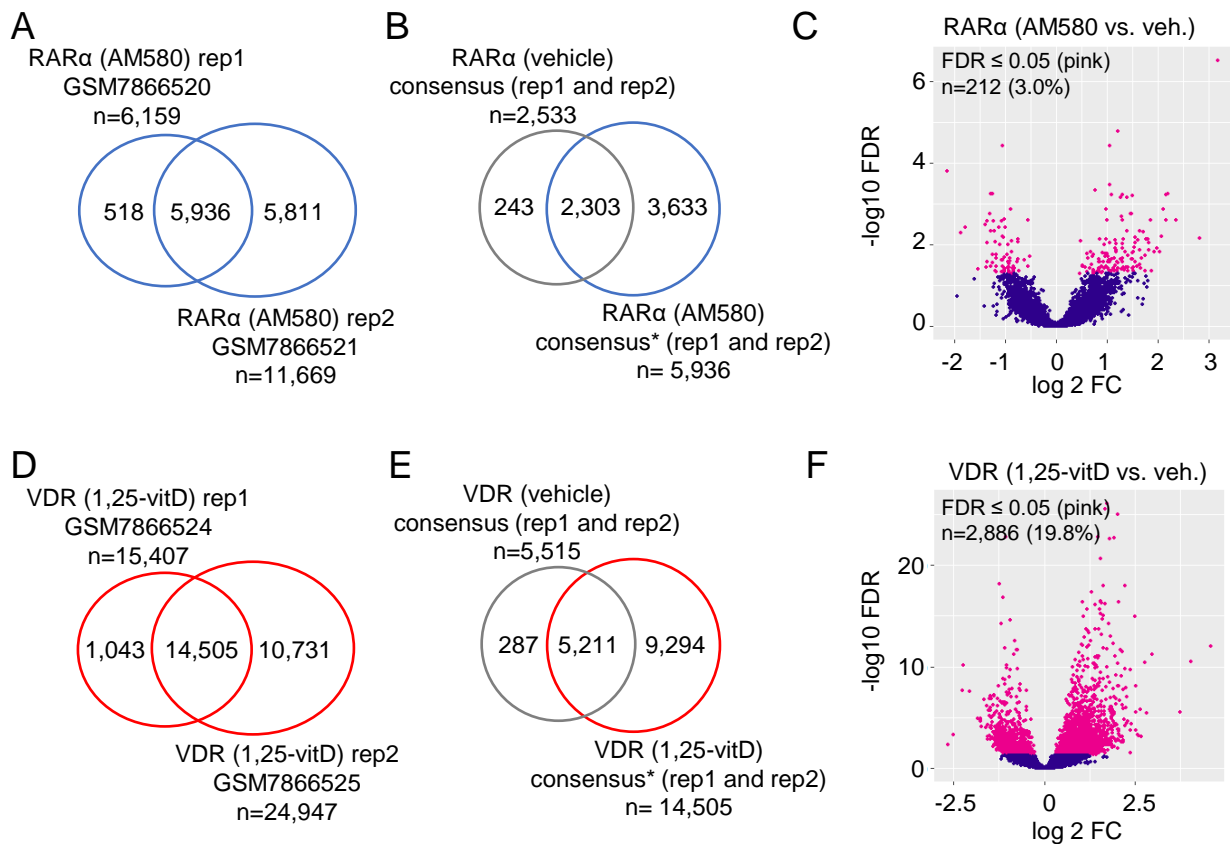 A
RARα (AM580) rep1
GSM7866520
n=6,159
518
5,936
5,811
RARα (AM580) rep2
GSM7866521
n=11,669
B
RARα (vehicle)
consensus (rep1 and rep2)
n=2,533
243
2,303
3,633
RARα (AM580)
consensus* (rep1 and rep2)
n= 5,936
C
RARα (AM580 vs. veh.)
FDR ≤ 0.05 (pink)
n=212 (3.0%)
-log10 FDR
6
4
2
0
-2 -1 0 1 2 3
log 2 FC
D
VDR (1,25-vitD) rep1
GSM7866524
n=15,407
1,043
14,505
10,731
VDR (1,25-vitD) rep2
GSM7866525
n=24,947
E
VDR (vehicle)
consensus (rep1 and rep2)
n=5,515
287
5,211
9,294
VDR (1,25-vitD)
consensus* (rep1 and rep2)
n= 14,505
F
VDR (1,25-vitD vs. veh.)
FDR ≤ 0.05 (pink)
n=2,886 (19.8%)
-log10 FDR
20
10
0
-2.5 0 2.5
log 2 FC